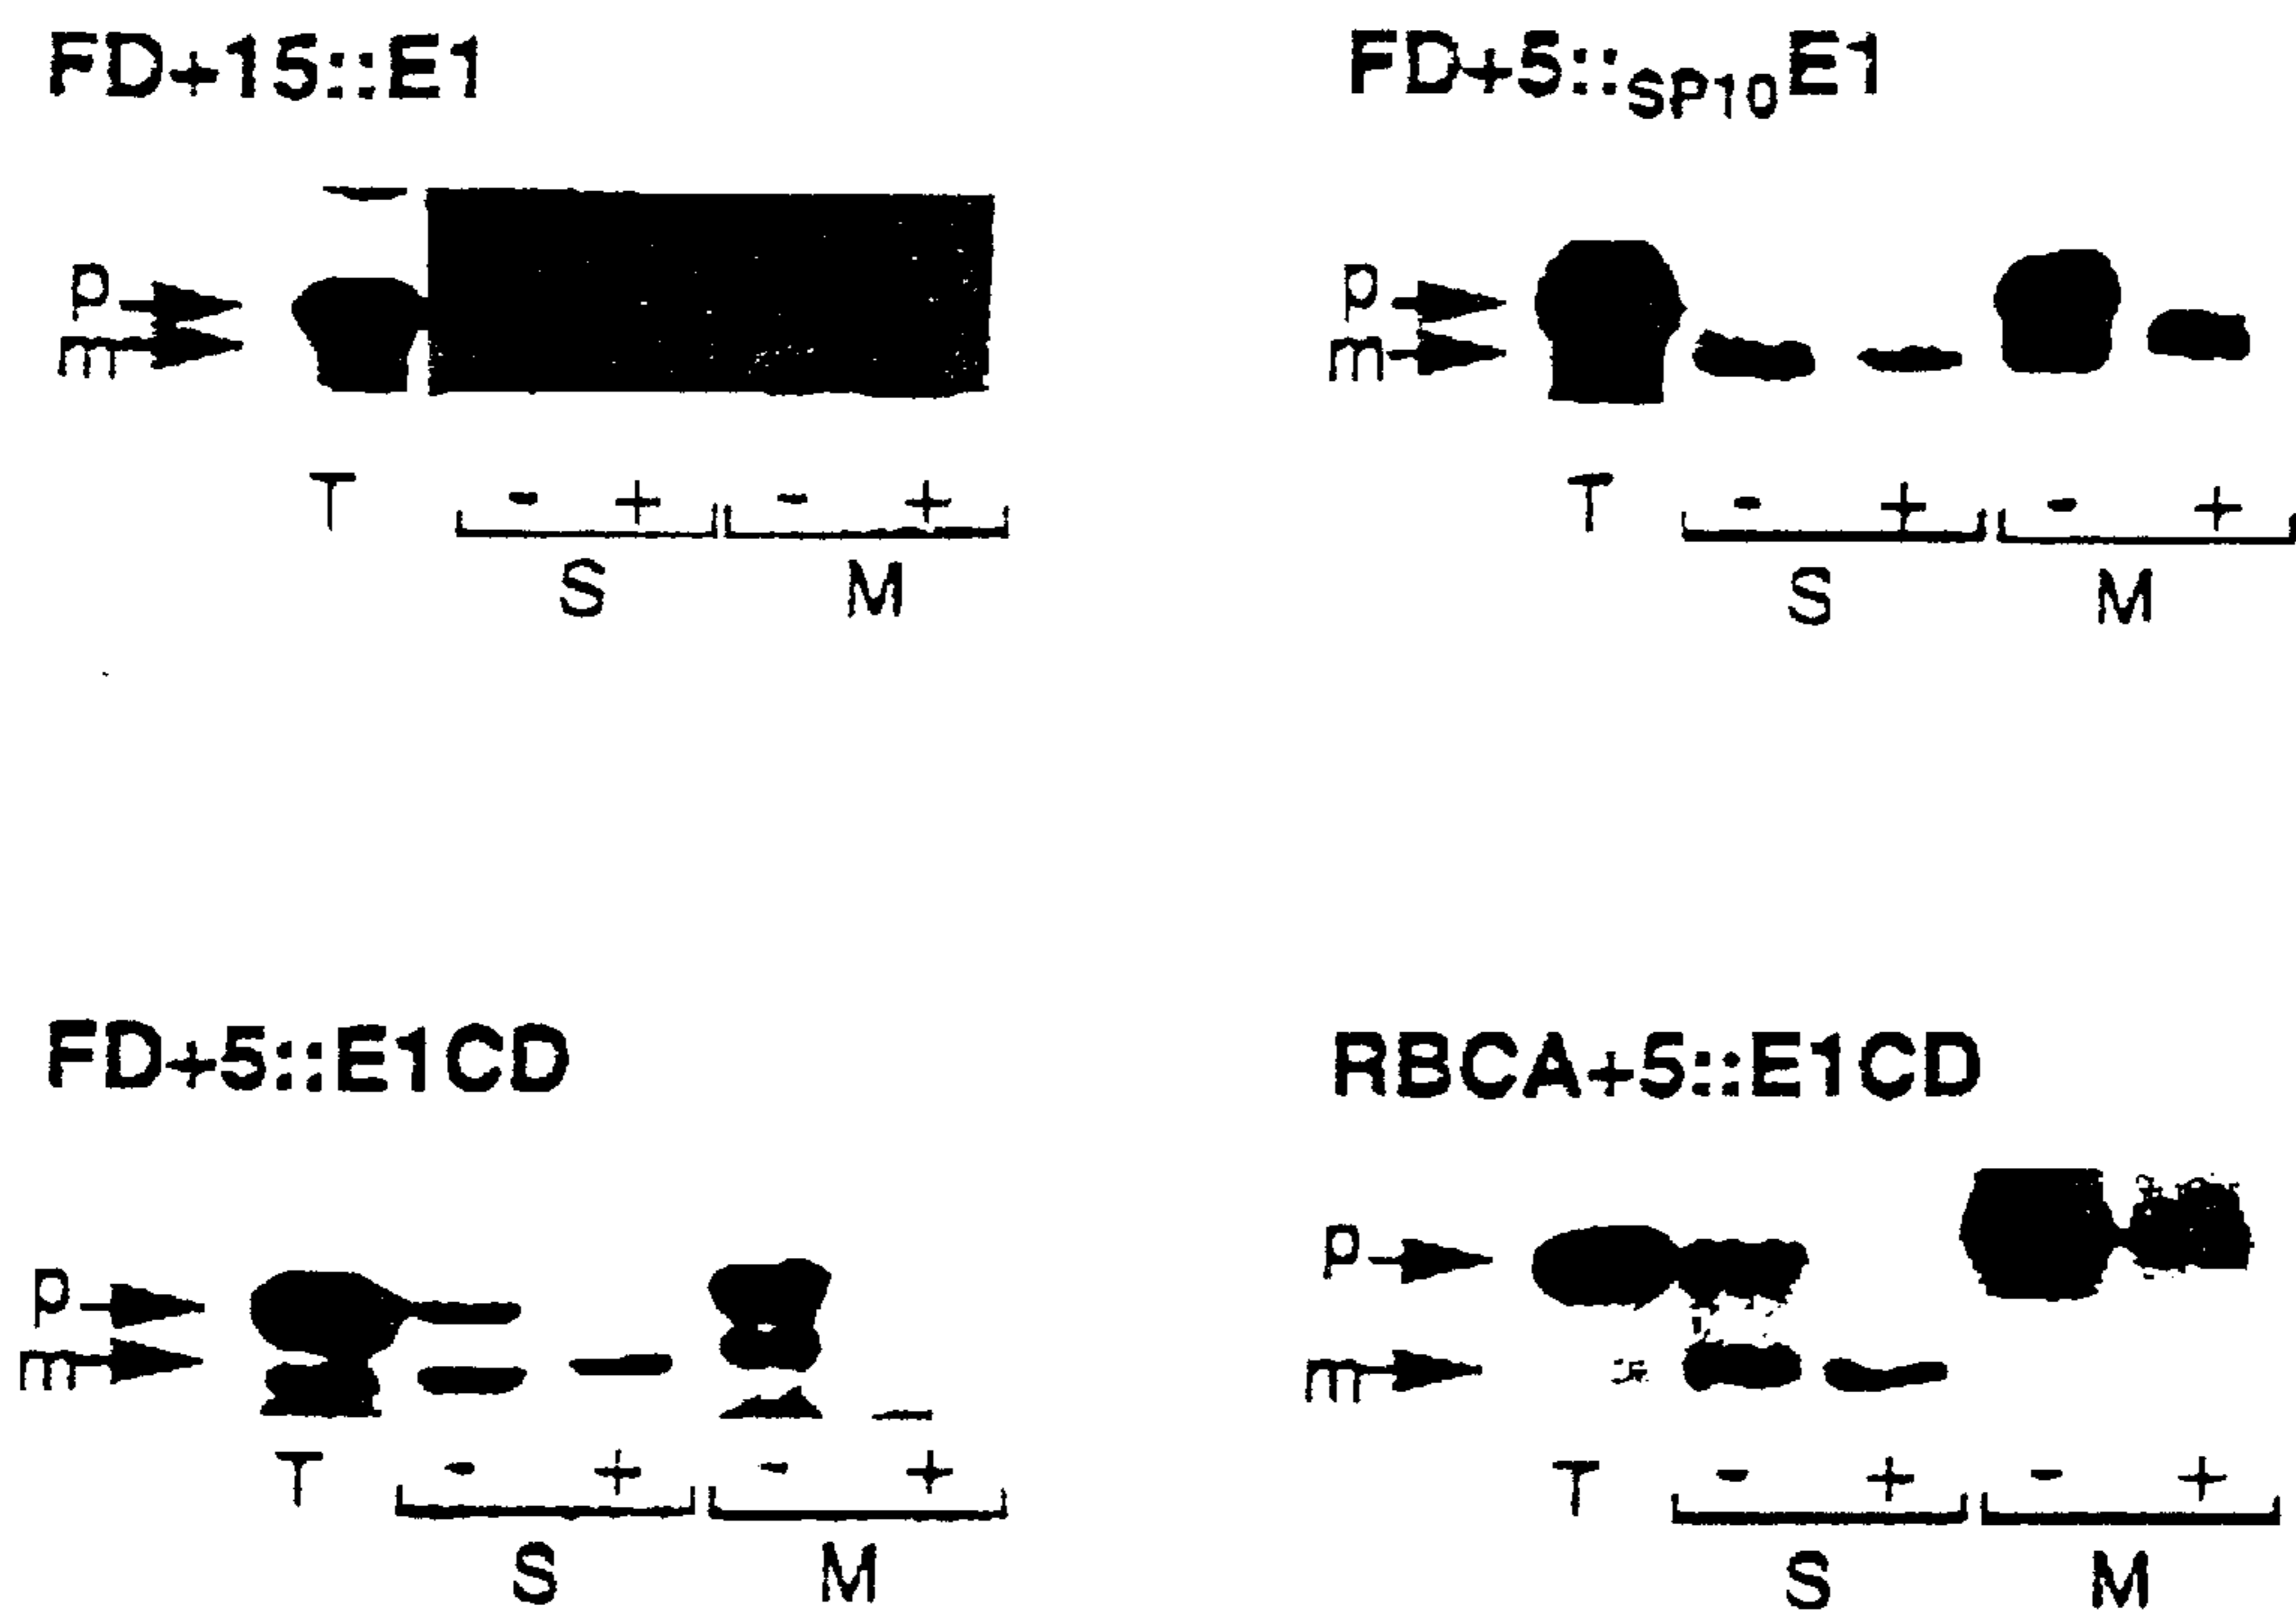 FD+15::E1
p
m
T - + - +
S M
FD+5::SP10E1
p
m
T - + - +
S M
FD+5::E1CD
p
m
T - + - +
S M
RBCA+5::E1CD
p
m
T - + - +
S M